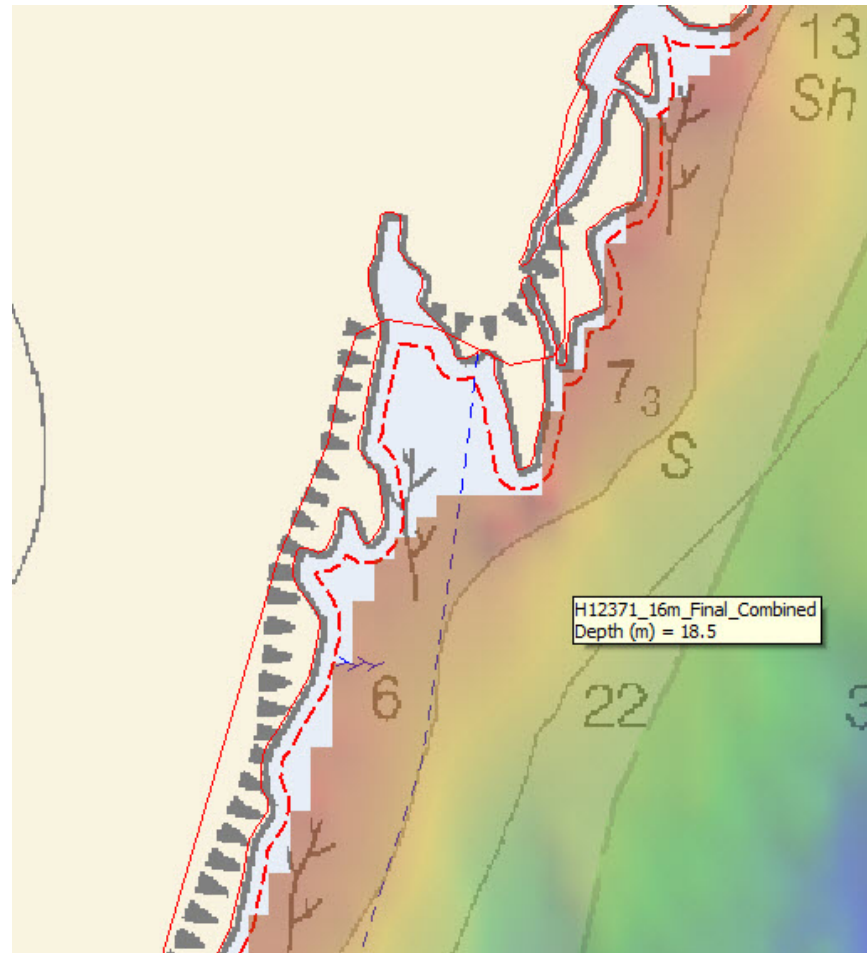 13
Sh
7 3
S
H12371_16m_Final_Combined
Depth (m) = 18.5
6
22
3